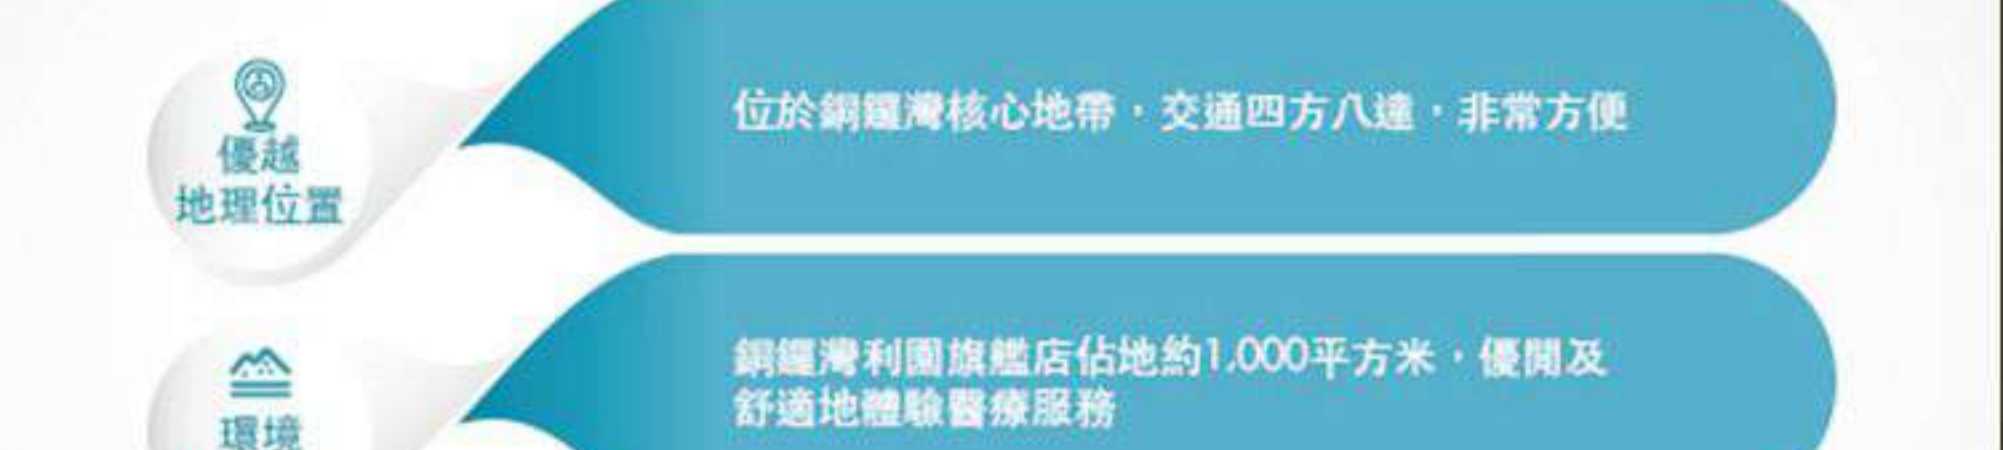 優越
地理位置
位於銅鑼灣核心地帶，交通四方八達，非常方便
環境
銅鑼灣利園旗艦店佔地約1,000平方米，優閒及
舒適地體驗醫療服務